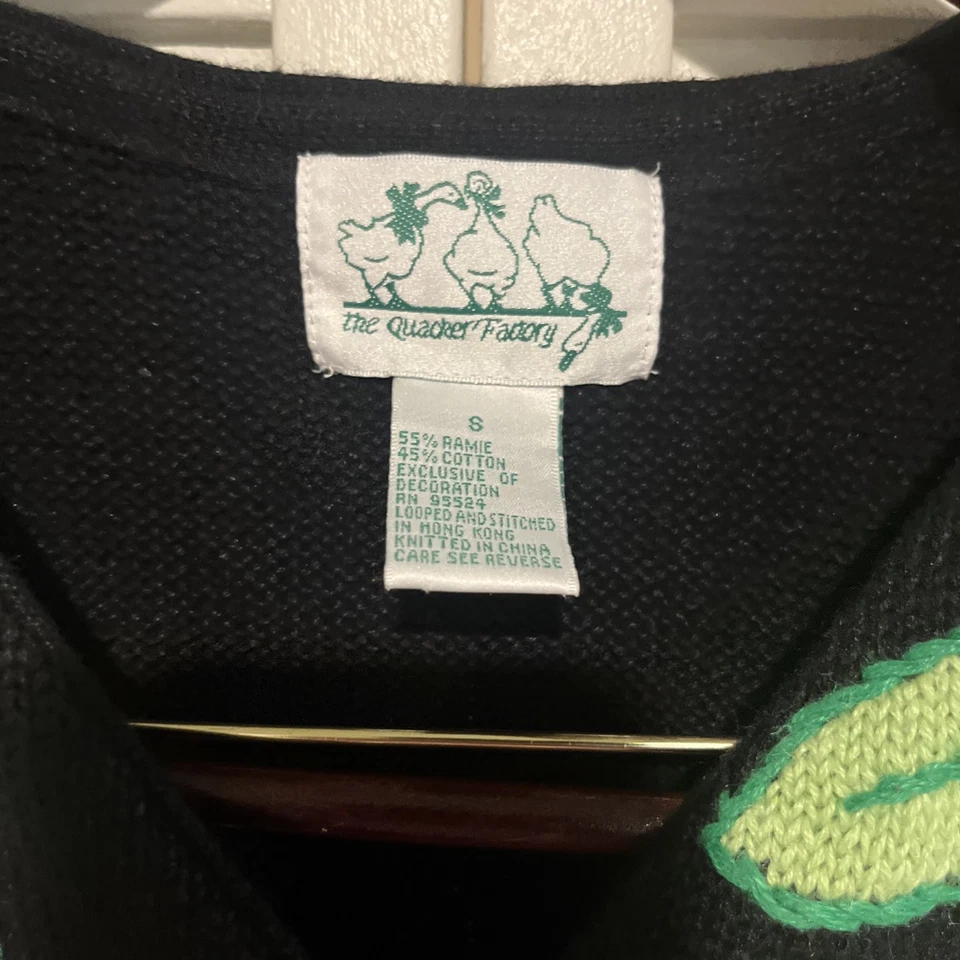 the Quacker Factory
S
55% RAMIE
45% COTTON
EXCLUSIVE OF
DECORATION
RN 95524
LOOPED AND STITCHED
IN HONG KONG
KNITTED IN CHINA
CARE SEE REVERSE